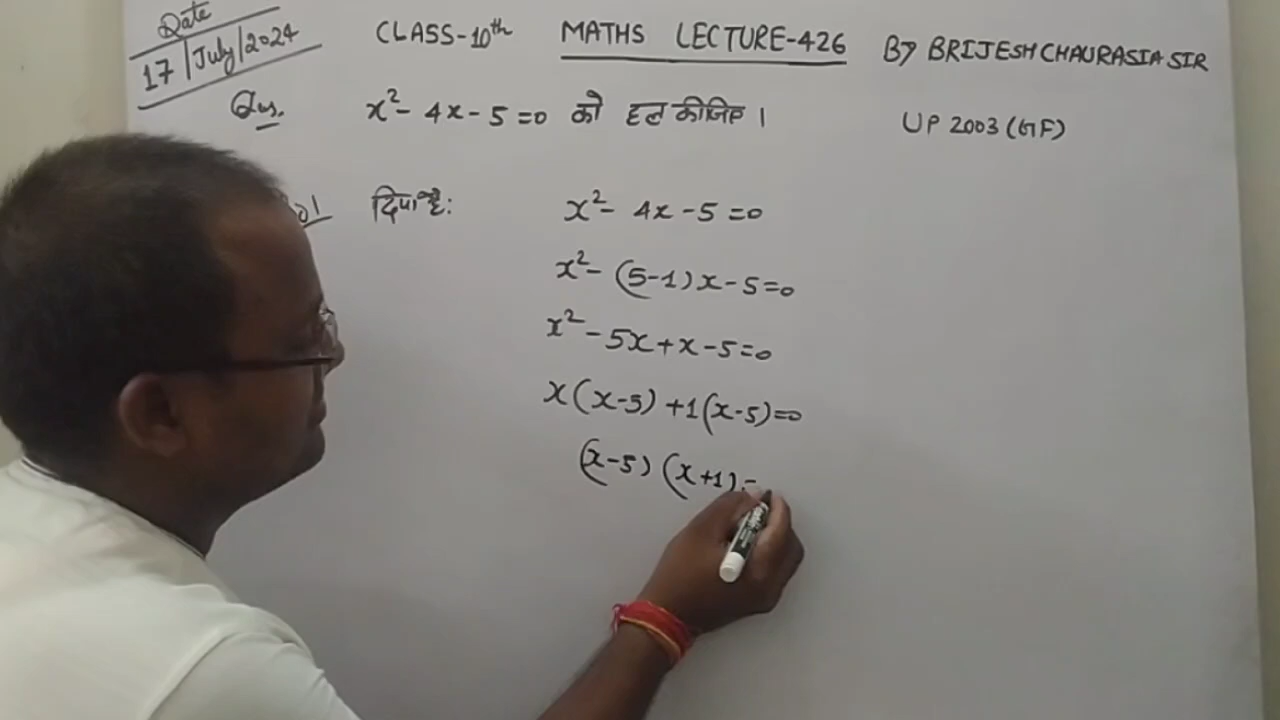 Date
17/July/2024
CLASS-10th MATHS LECTURE-426 By BRIJESH CHAURASIA SIR
Qus. x²- 4x - 5 =0 को हल कीजिए। UP 2003 (GF)
दिया है: x²- 4x -5 =0
x²- (5-1)x - 5=0
x² - 5x+x-5=0
x(x-5) +1(x-5)=0
(x-5) (x+1)=